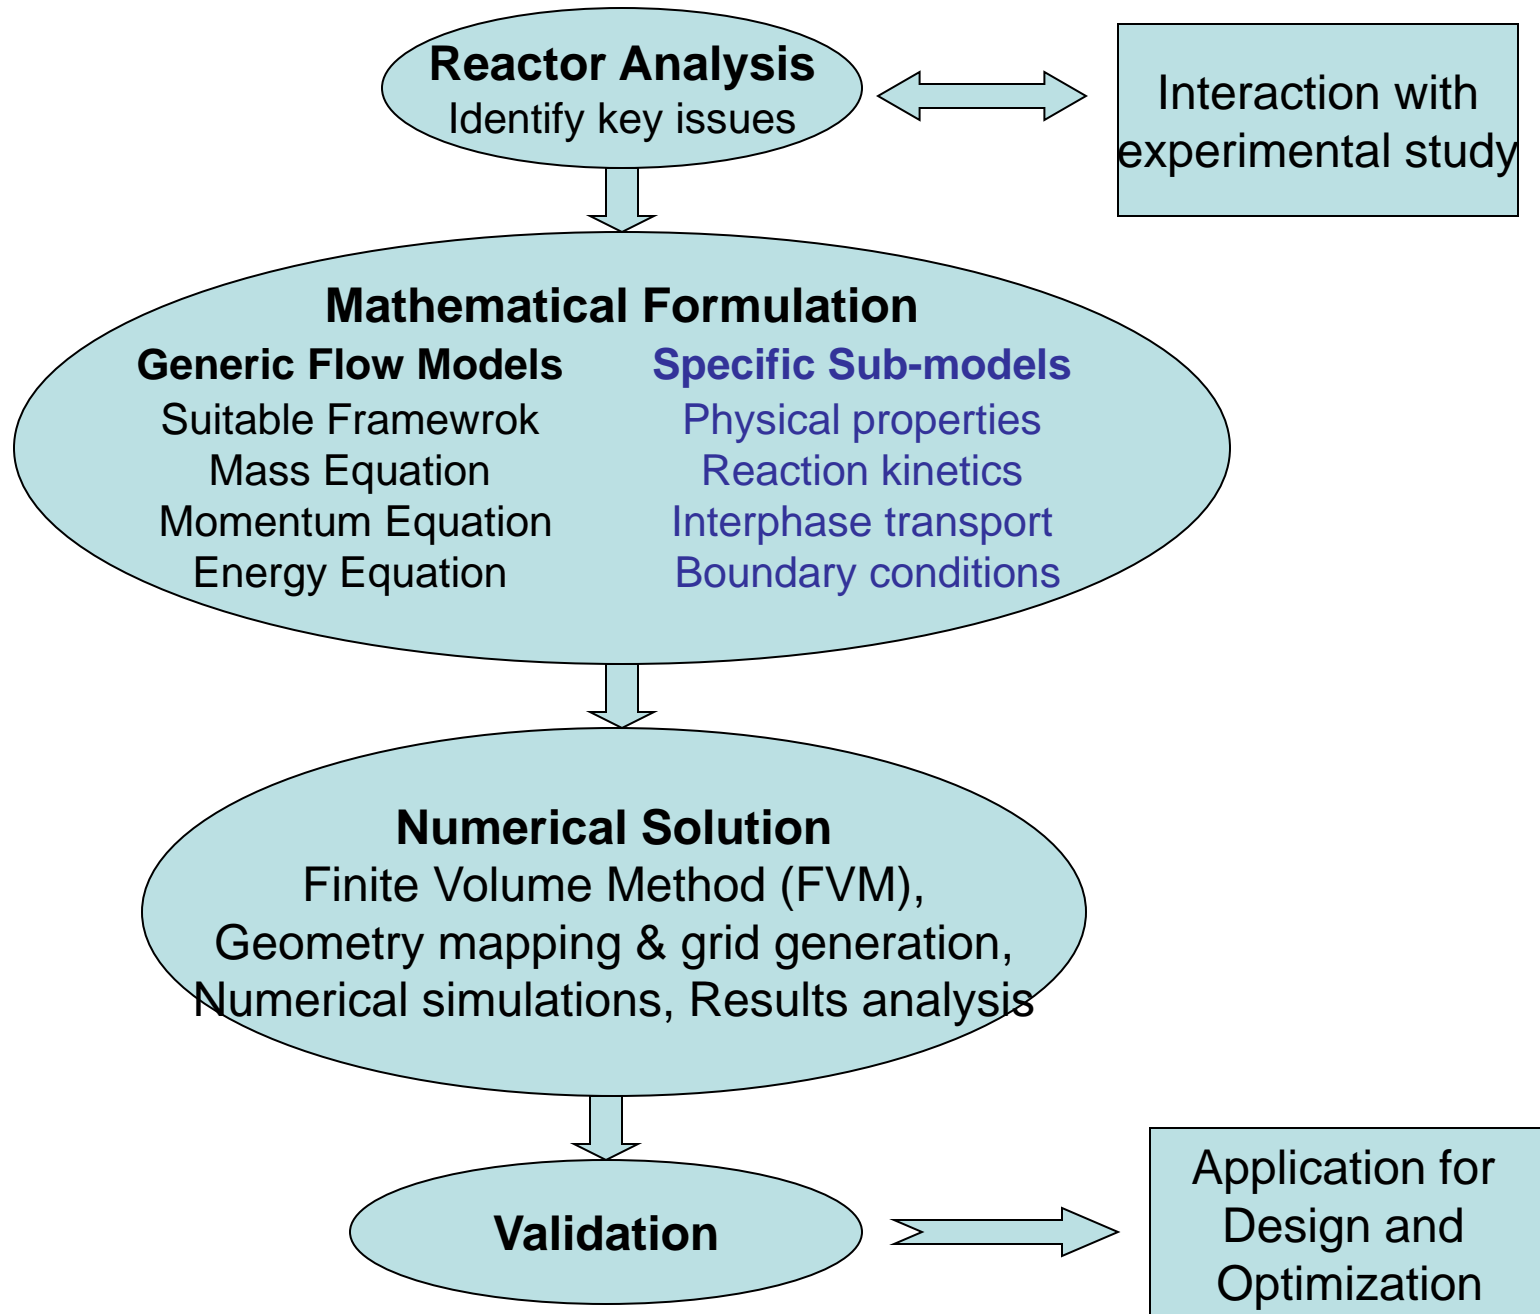 Reactor Analysis
Identify key issues
Interaction with
experimental study
Mathematical Formulation
Generic Flow Models
Suitable Framewrok
Mass Equation
Momentum Equation
Energy Equation
Specific Sub-models
Physical properties
Reaction kinetics
Interphase transport
Boundary conditions
Numerical Solution
Finite Volume Method (FVM),
Geometry mapping & grid generation,
Numerical simulations, Results analysis
Validation
Application for
Design and
Optimization